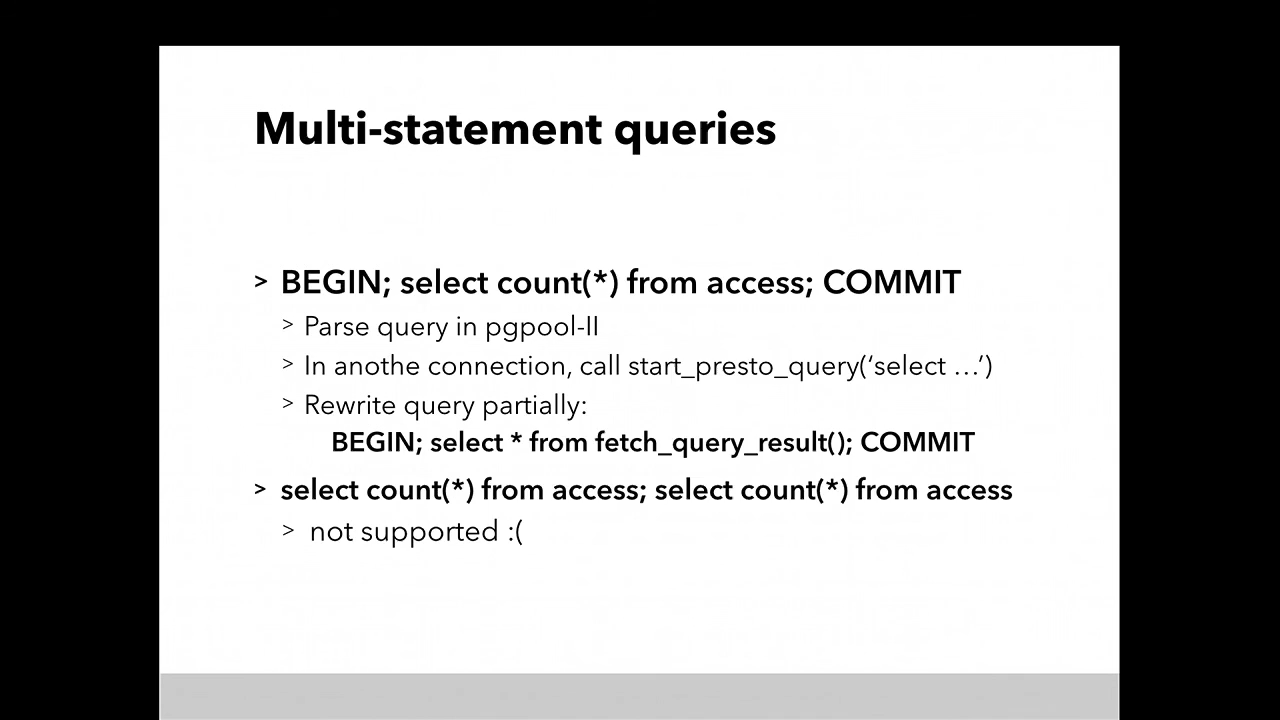 Multi-statement queries
> BEGIN; select count(*) from access; COMMIT
> Parse query in pgpool-II
> In anothe connection, call start_presto_query(‘select …’)
> Rewrite query partially:
BEGIN; select * from fetch_query_result(); COMMIT
> select count(*) from access; select count(*) from access
> not supported :(